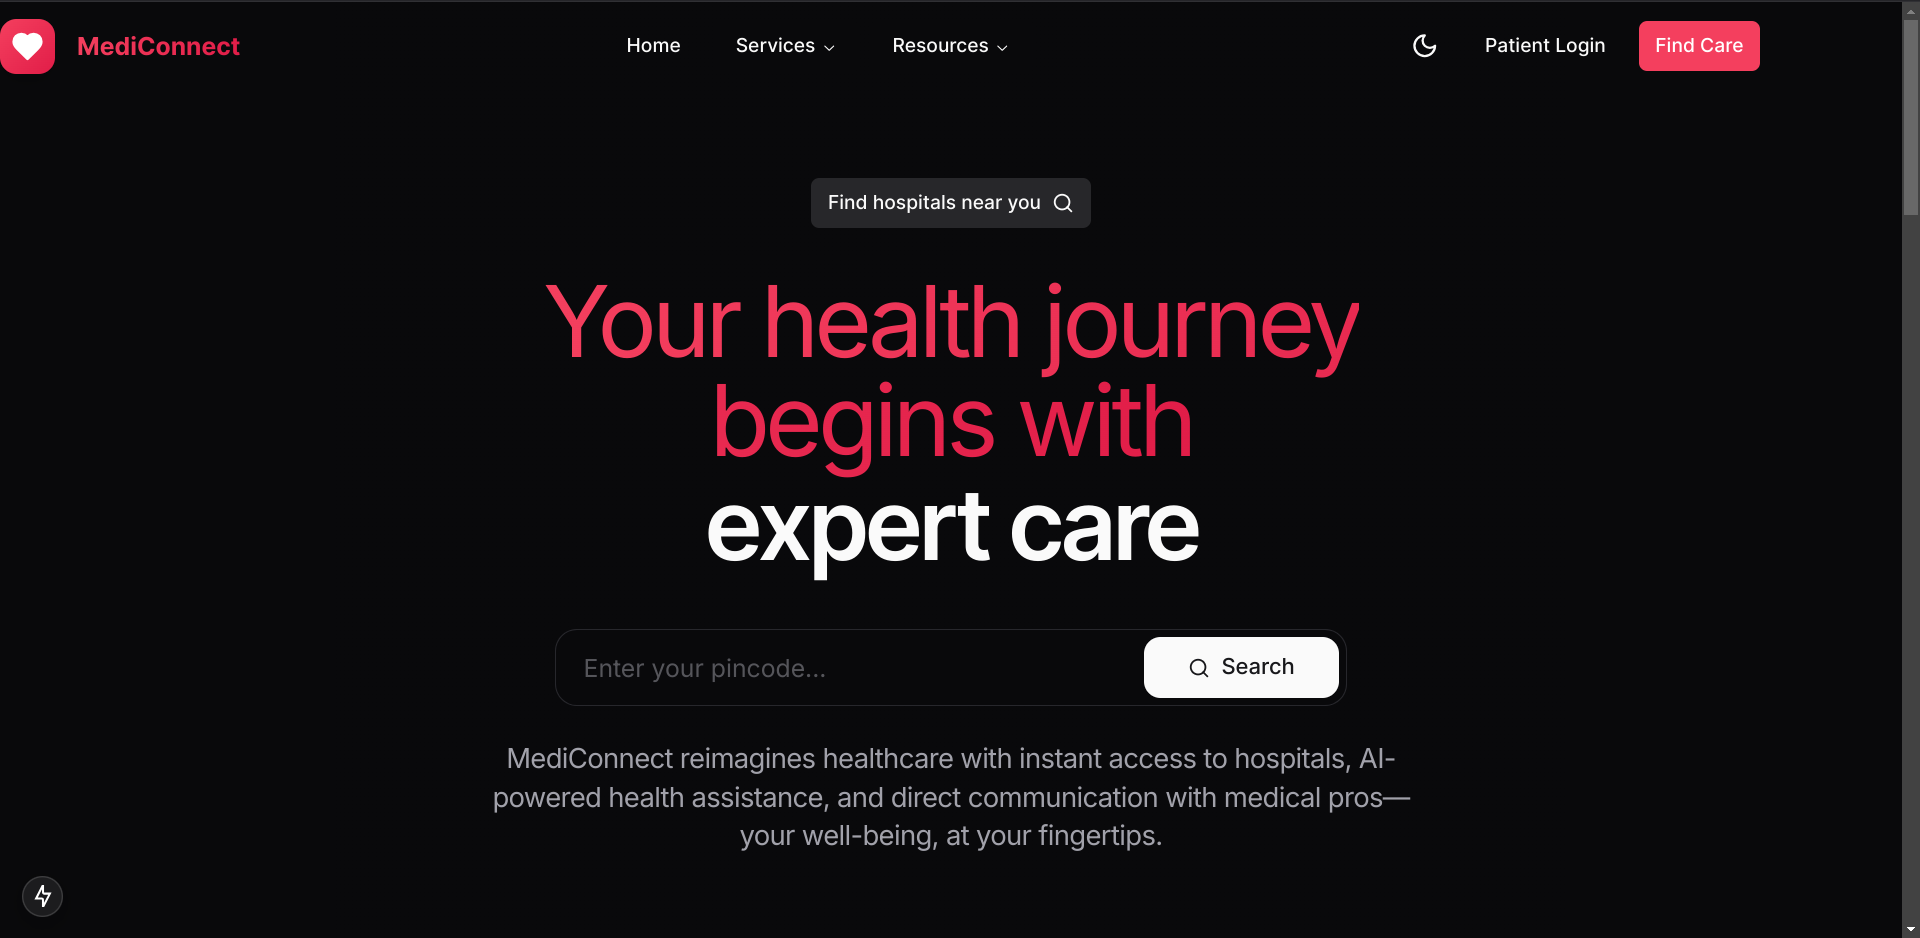 MediConnect
Home
Services
Resources
Patient Login
Find Care
Find hospitals near you
Your health journey
begins with
expert care
Enter your pincode...
Search
MediConnect reimagines healthcare with instant access to hospitals, AI-
powered health assistance, and direct communication with medical pros—
your well-being, at your fingertips.